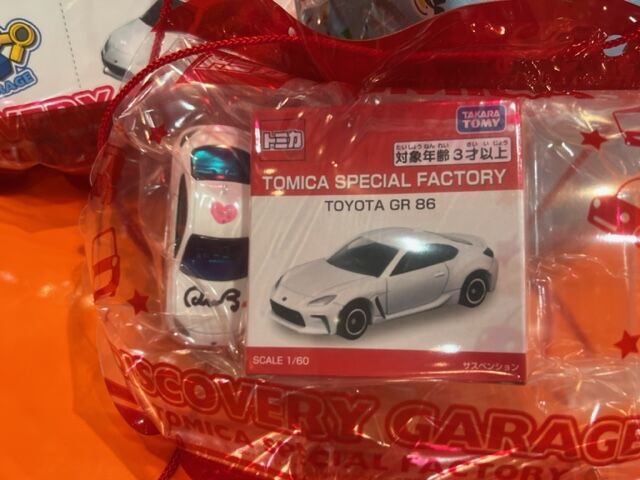 トミカ
TAKARA TOMY
たいしょうねんれい さいいじょう
対象年齢3才以上
TOMICA SPECIAL FACTORY
TOYOTA GR 86
SCALE 1/60
サスペンション
DISCOVERY GARAGE
TOMICA SPECIAL FACTORY